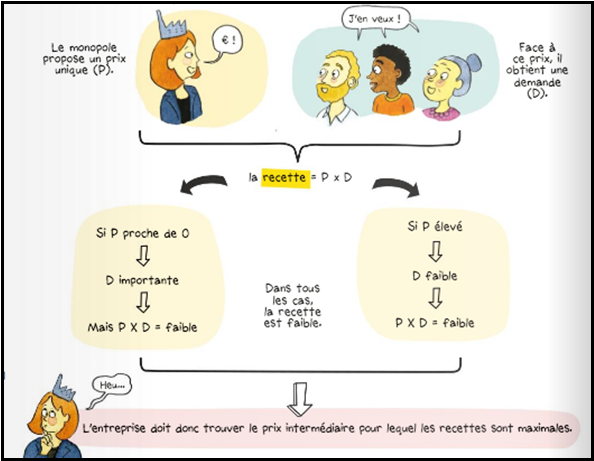 Le monopole
propose un prix
unique (P).
€ !
J'en veux !
Face à
ce prix, il
obtient une
demande
(D).
la recette = P x D
Si P proche de 0
D importante
Mais P X D = faible
Dans tous
les cas,
la recette
est faible.
Si P élevé
D faible
P X D = faible
Heu...
L'entreprise doit donc trouver le prix intermédiaire pour lequel les recettes sont maximales.